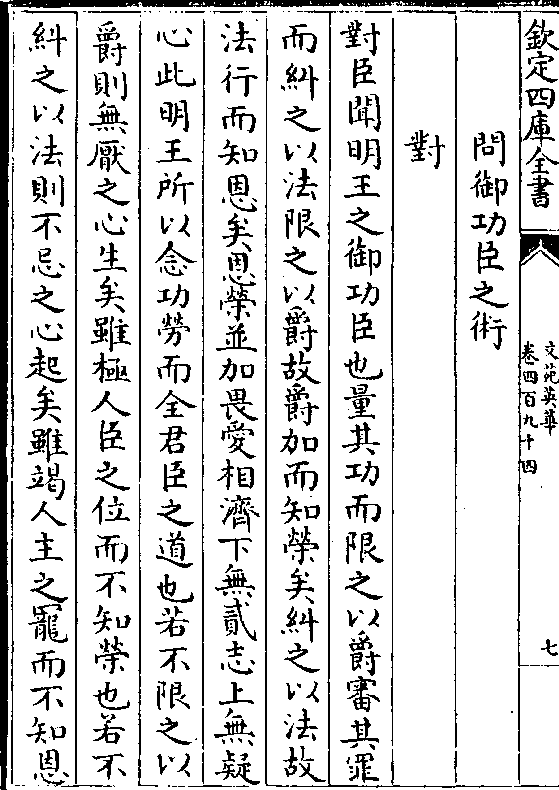 欽定四庫全書
文苑英華
卷四百九十四
七
問御功臣之術
對
對臣聞明王之御功臣也量其功而限之以爵審其罪
而糾之以法限之以爵故爵加而知榮矣糾之以法故
法行而知恩矣恩榮並加畏愛相濟下無貳志上無疑
心此明王所以念功勞而全君臣之道也若不限之以
爵則無厭之心生矣雖極人臣之位而不知榮也若不
糾之以法則不忌之心起矣雖竭人主之寵而不知恩